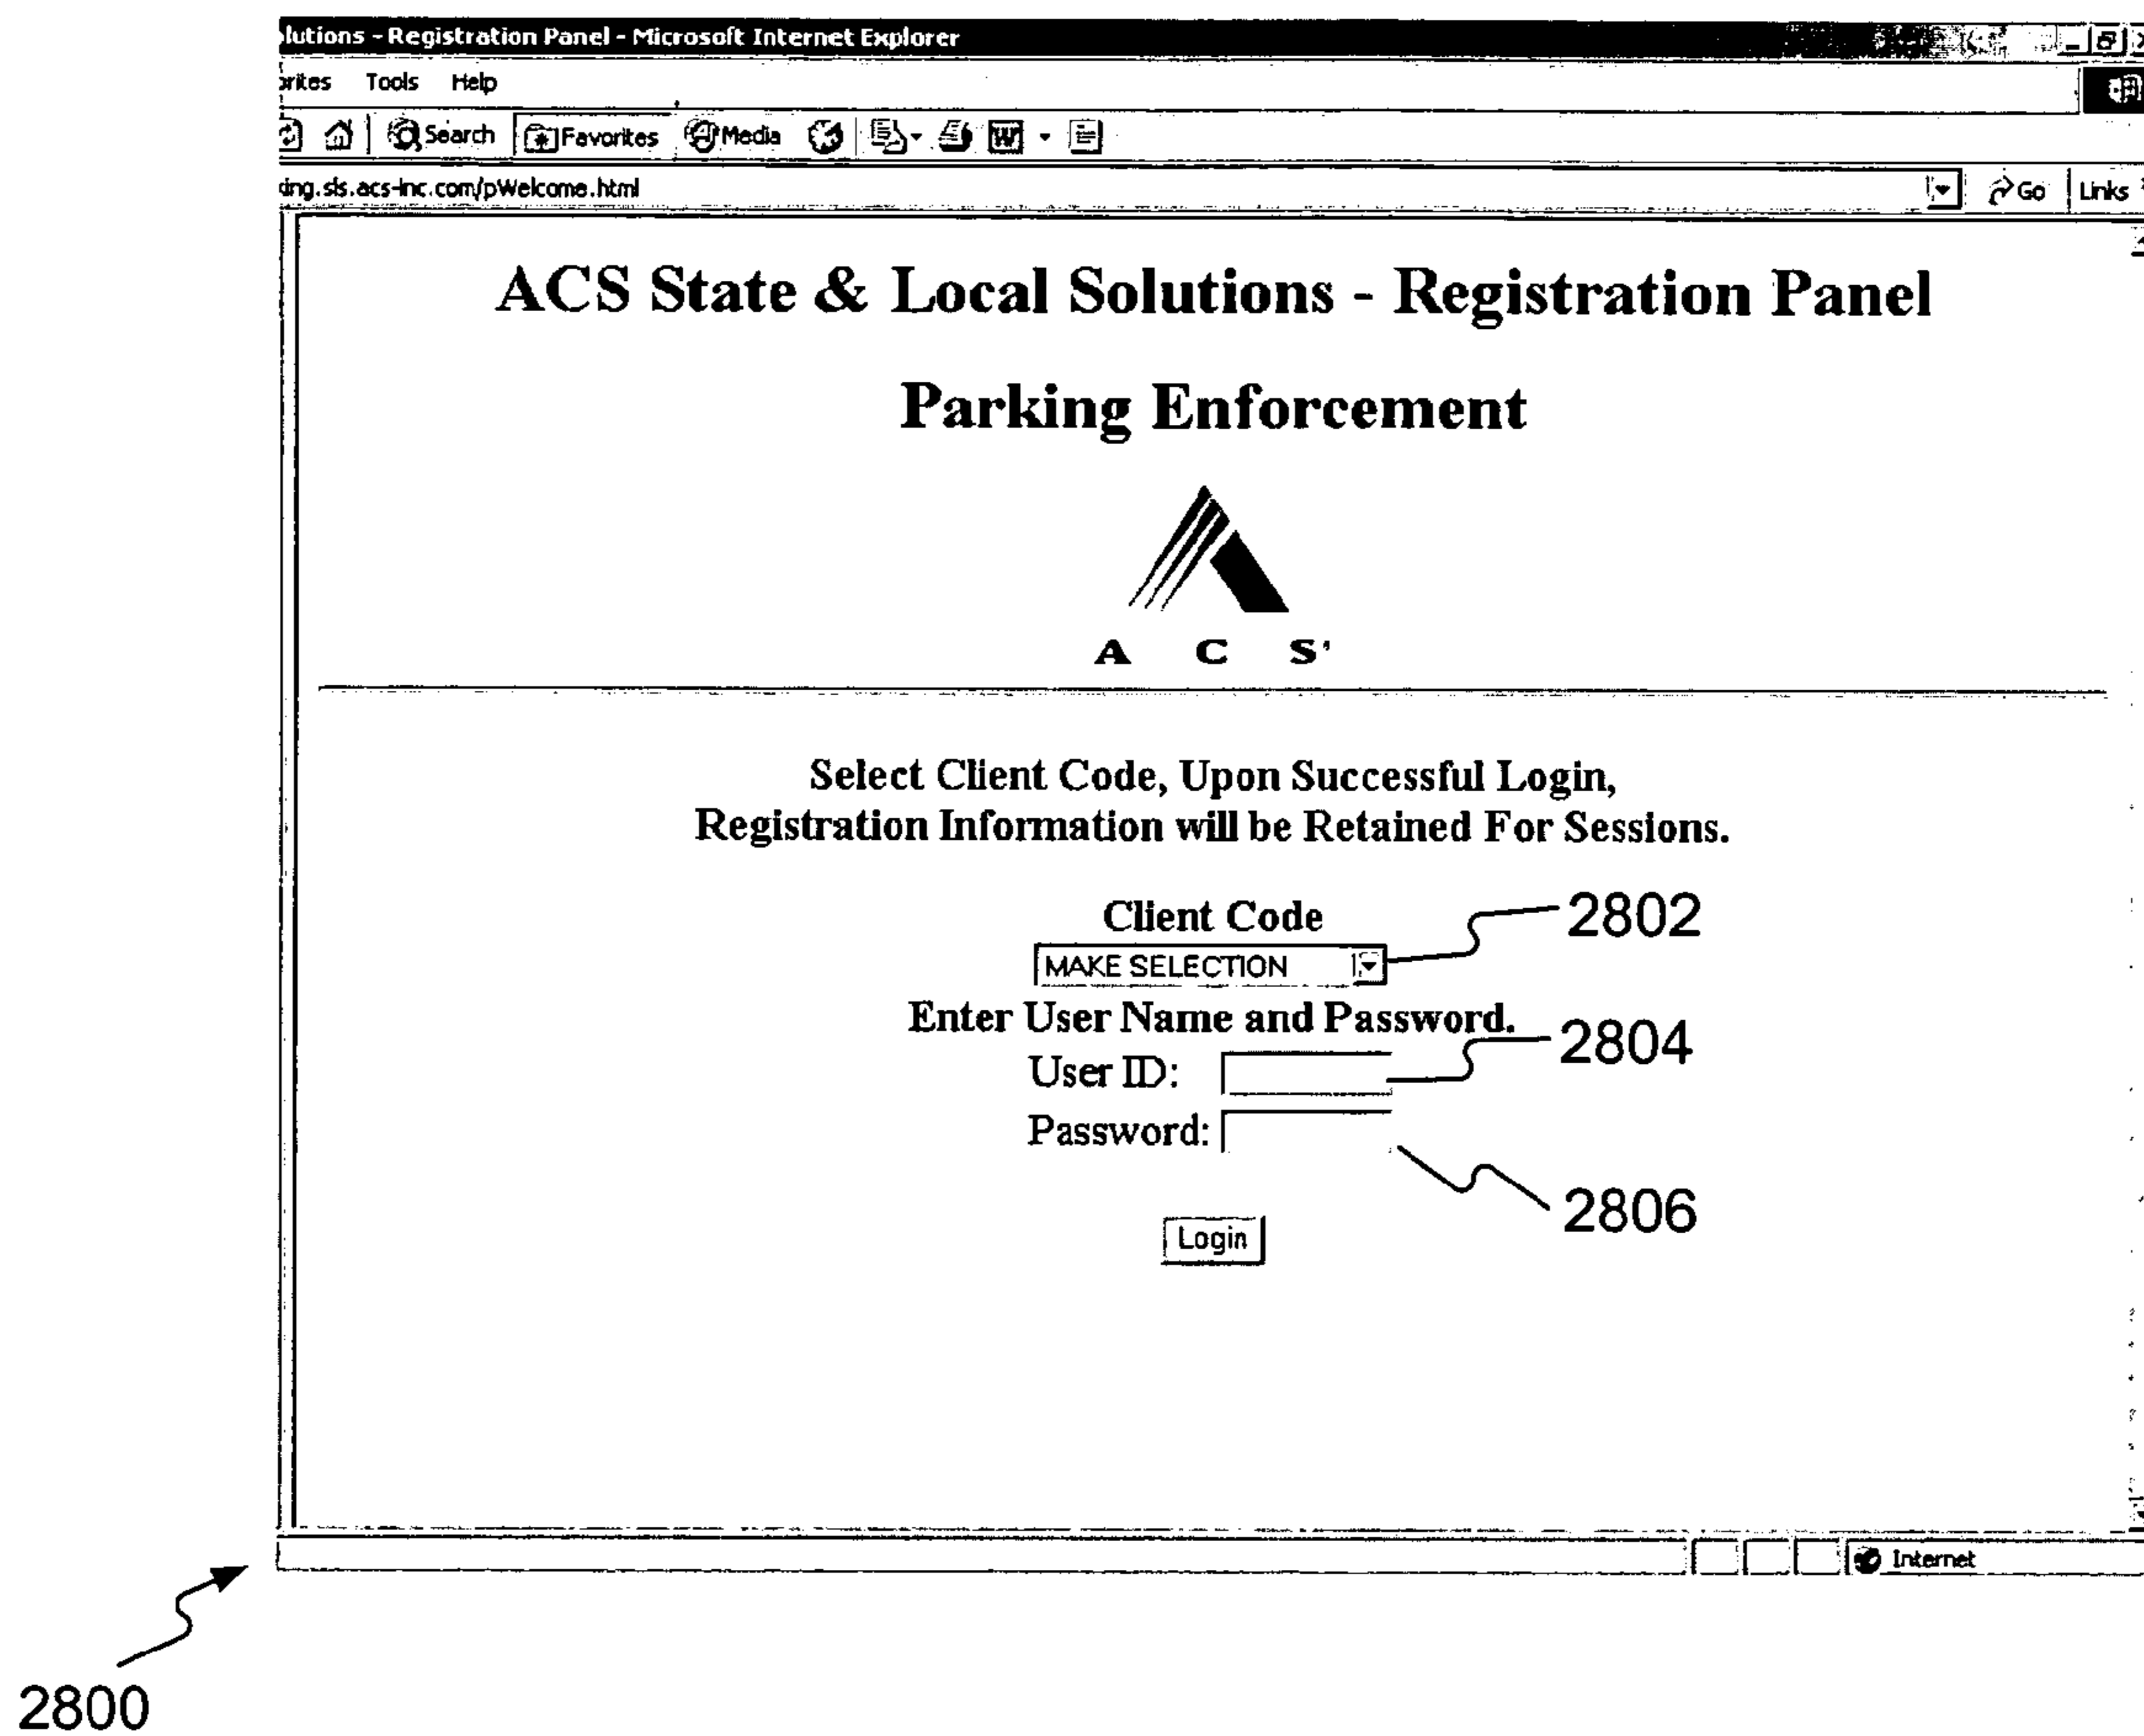 lutions - Registration Panel - Microsoft Internet Explorer
Tools Help
Search Favorites Media W
ing.sls.acs-inc.com/pWelcome.html Go Links
ACS State & Local Solutions - Registration Panel
Parking Enforcement
A C S
Select Client Code, Upon Successful Login,
Registration Information will be Retained For Sessions.
Client Code 2802
MAKE SELECTION
Enter User Name and Password. 2804
User ID:
Password:
2806
Login
Internet
2800